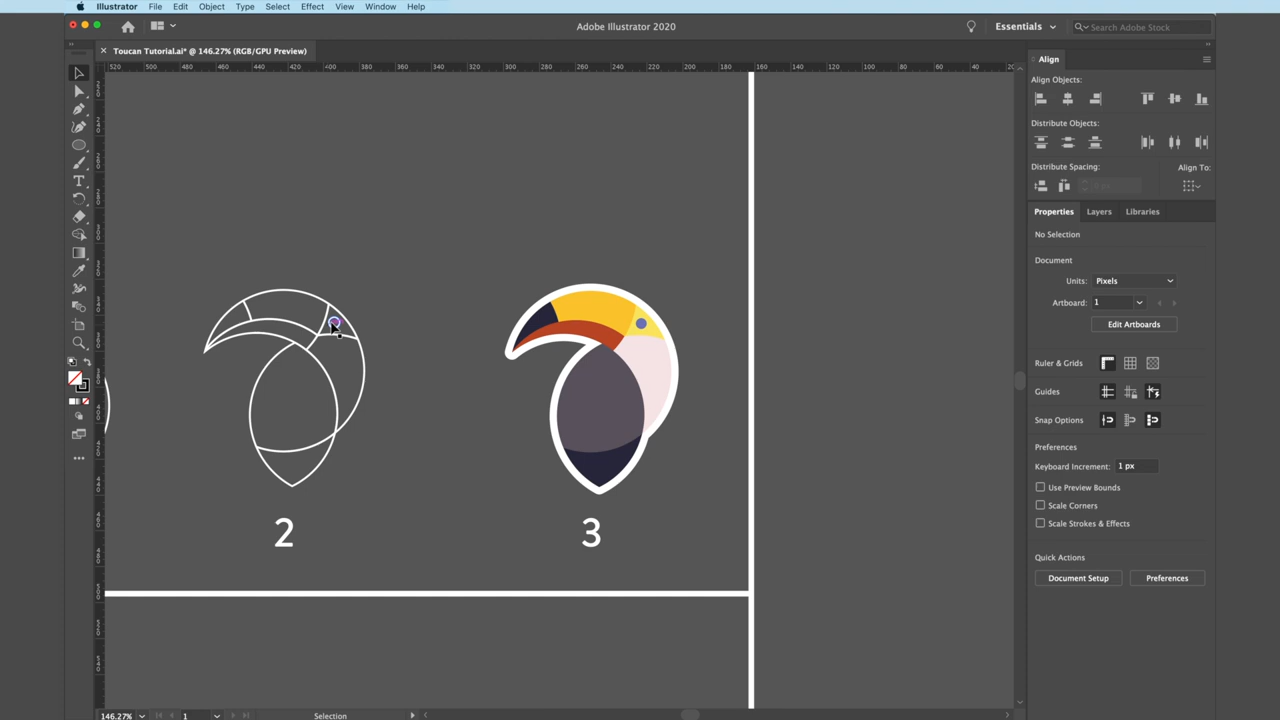 Illustrator File Edit Object Type Select Effect View Window Help
Adobe Illustrator 2020
Essentials
Search Adobe Stock
Toucan Tutorial.ai* @ 146.27% (RGB/GPU Preview)
520 500 480 460 440 420 400 380 360 300 280 260 240 220 200 180 160 140 120 100 80 60 40
Align
Align Objects:
Distribute Objects:
Distribute Spacing:
Align To:
0 px
Properties Layers Libraries
No Selection
Document
Units: Pixels
Artboard: 1
Edit Artboards
Ruler & Grids
Guides
Snap Options
Preferences
Keyboard Increment: 1 px
Use Preview Bounds
Scale Corners
Scale Strokes & Effects
Quick Actions
Document Setup Preferences
2 3
146.27% 1 Selection